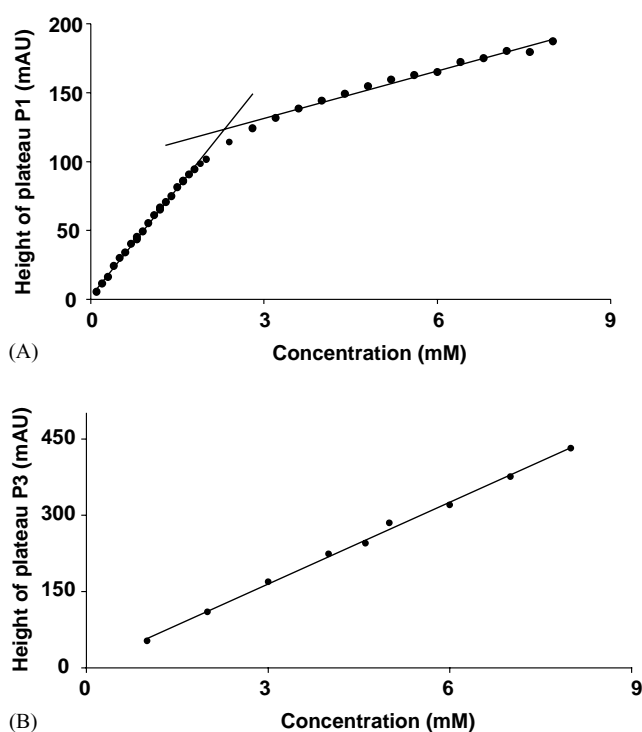 200
150
100
50
0
Height of plateau P1 (mAU)
0 3 6 9
(A)
Concentration (mM)
450
300
150
0
Height of plateau P3 (mAU)
0 3 6 9
(B)
Concentration (mM)